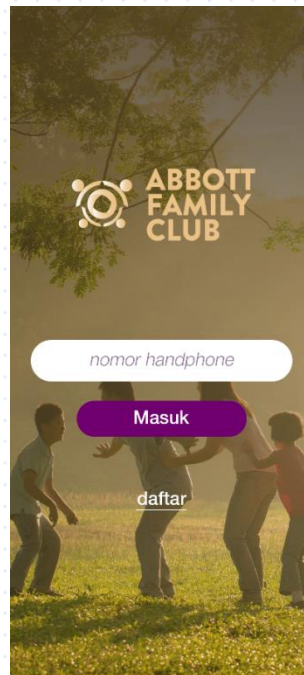 ABBOTT
FAMILY
CLUB
nomor handphone
Masuk
daftar